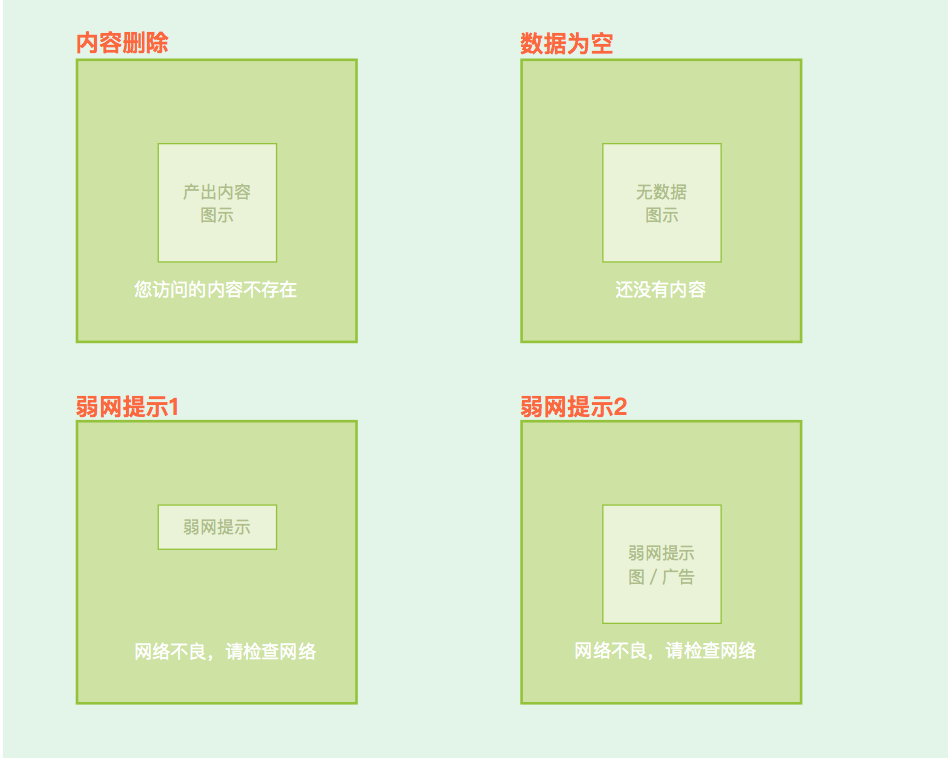 内容删除
数据为空
产出内容
图示
无数据
图示
您访问的内容不存在
还没有内容
弱网提示1
弱网提示2
弱网提示
弱网提示
图 / 广告
网络不良，请检查网络
网络不良，请检查网络